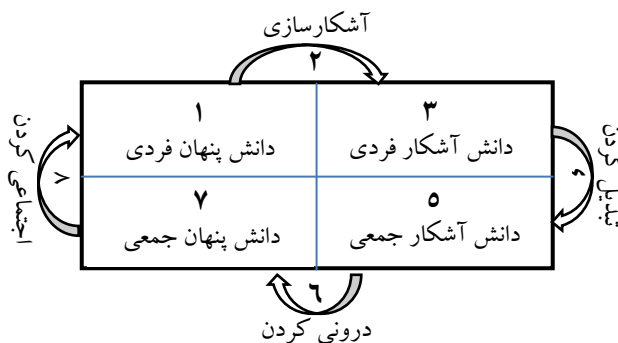 آشکارسازی
۲
۱
دانش پنهان فردی
۳
دانش آشکار فردی
تبدیل کردن
۴
۵
دانش آشکار جمعی
۷
دانش پنهان جمعی
۶
درونی کردن
۸
اجتماعی کردن